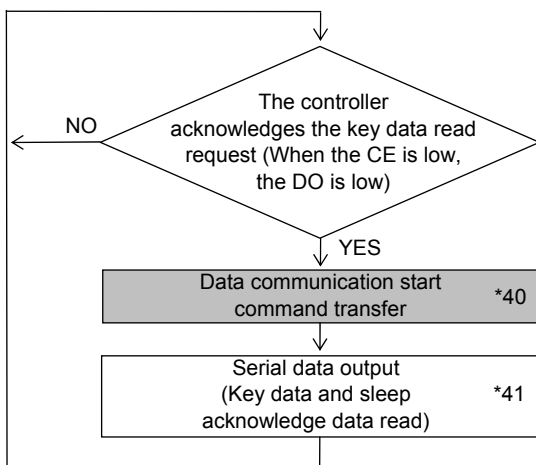 The controller
acknowledges the key data read
request (When the CE is low,
the DO is low)
NO
YES
Data communication start
command transfer
*40
Serial data output
(Key data and sleep
acknowledge data read)
*41